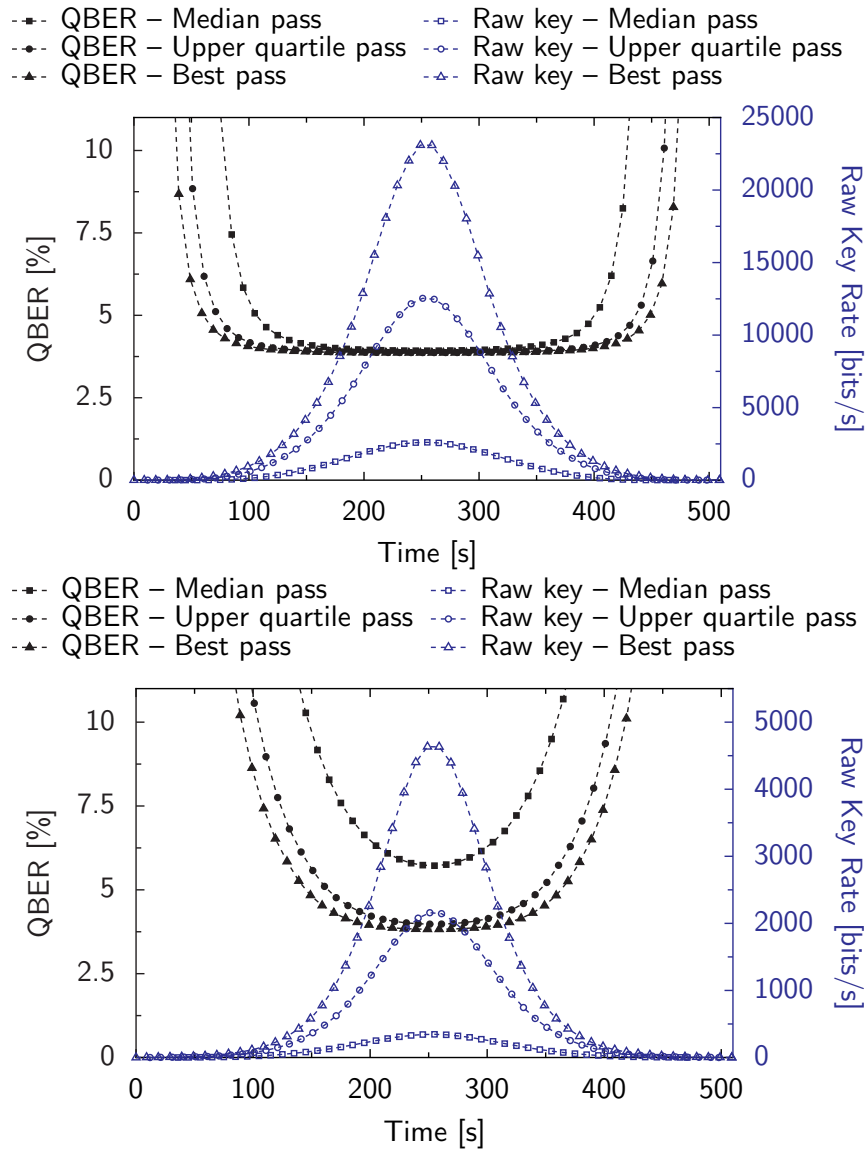 QBER – Median pass
Raw key – Median pass
QBER – Upper quartile pass
Raw key – Upper quartile pass
QBER – Best pass
Raw key – Best pass
10
7.5
5
2.5
0
QBER [%]
25000
20000
15000
10000
5000
0
Raw Key Rate [bits/s]
0
100
200
300
400
500
Time [s]
QBER – Median pass
Raw key – Median pass
QBER – Upper quartile pass
Raw key – Upper quartile pass
QBER – Best pass
Raw key – Best pass
10
7.5
5
2.5
0
QBER [%]
5000
4000
3000
2000
1000
0
Raw Key Rate [bits/s]
0
100
200
300
400
500
Time [s]